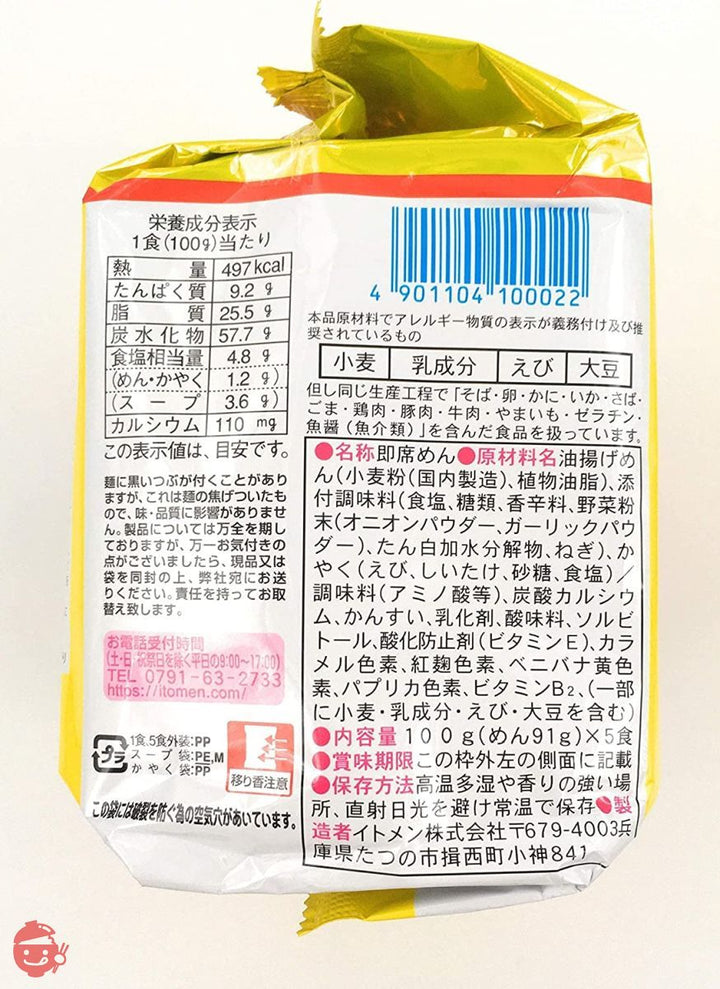 栄養成分表示
1食(100g)当たり
熱量 497kcal
たんぱく質 9.2 g
脂質 25.5 g
炭水化物 57.7 g
食塩相当量 4.8 g
(めん・かやく 1.2 g)
(スープ 3.6 g)
カルシウム 110 mg
この表示値は、目安です。
麺に黒いつぶが付くことがあり
ますが、これは麺の焦げついたも
ので、味・品質に影響がありませ
ん。製品については万全を期し
ておりますが、万一お気付きの
点がございましたら、現品又は
袋を同封の上、弊社宛にお送
りください。責任を持ってお取
替え致します。
お電話受付時間
(土・日・祝祭日を除く平日の9:00〜17:00)
TEL 0791-63-2733
https://itomen.com/
プラ
1食、5食外装:PP
スープ 袋:PE,M
かやく 袋:PP
移り香注意
この袋には破裂を防ぐ為の空気穴があいています。
4 901104 100022
本品原材料でアレルギー物質の表示が義務付け及び推
奨されているもの
小麦 乳成分 えび 大豆
但し同じ生産工程で「そば・卵・かに・いか・さば・
ごま・鶏肉・豚肉・牛肉・やまいも・ゼラチン・
魚醤(魚介類)」を含んだ食品を扱っています。
●名称即席めん●原材料名油揚げめ
ん(小麦粉(国内製造)、植物油脂)、添
付調味料(食塩、糖類、香辛料、野菜粉
末(オニオンパウダー、ガーリックパウ
ダー)、たん白加水分解物、ねぎ)、か
やく(えび、しいたけ、砂糖、食塩)/
調味料(アミノ酸等)、炭酸カルシウ
ム、かんすい、乳化剤、酸味料、ソルビ
トール、酸化防止剤(ビタミンE)、カラ
メル色素、紅麹色素、ベニバナ黄色
素、パプリカ色素、ビタミンB₂、(一部
に小麦・乳成分・えび・大豆を含む)
●内容量 100g(めん91g)×5食
●賞味期限この枠外左の側面に記載
●保存方法高温多湿や香りの強い場
所、直射日光を避け常温で保存●製
造者イトメン株式会社〒679-4003兵
庫県たつの市揖西町小神841